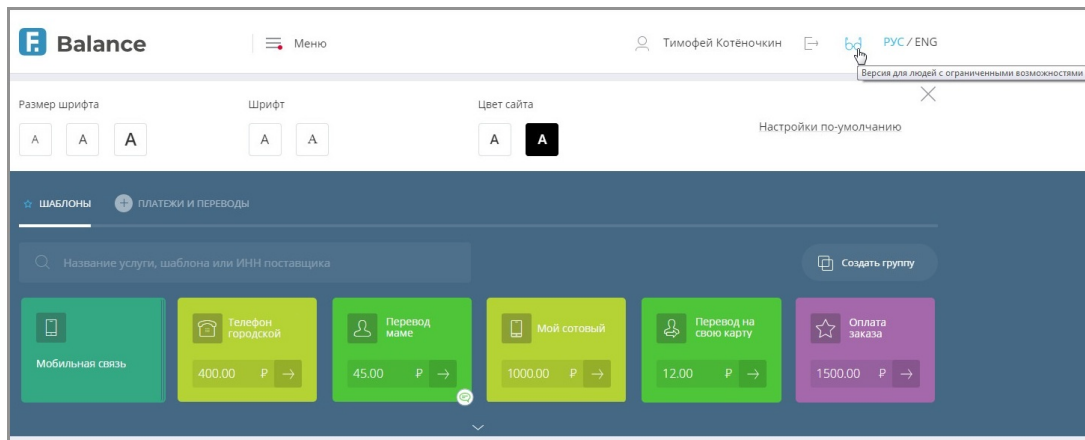 F. Balance
Меню
Тимофей Котёночкин
РУС / ENG
Версия для людей с ограниченными возможностями
Размер шрифта
Шрифт
Цвет сайта
Настройки по-умолчанию
A A A
A A
A A
ШАБЛОНЫ
ПЛАТЕЖИ И ПЕРЕВОДЫ
Название услуги, шаблона или ИНН поставщика
Создать группу
Мобильная связь
Телефон
городской
400.00 ₽
Перевод
маме
45.00 ₽
Мой сотовый
1000.00 ₽
Перевод на
свою карту
12.00 ₽
Оплата
заказа
1500.00 ₽